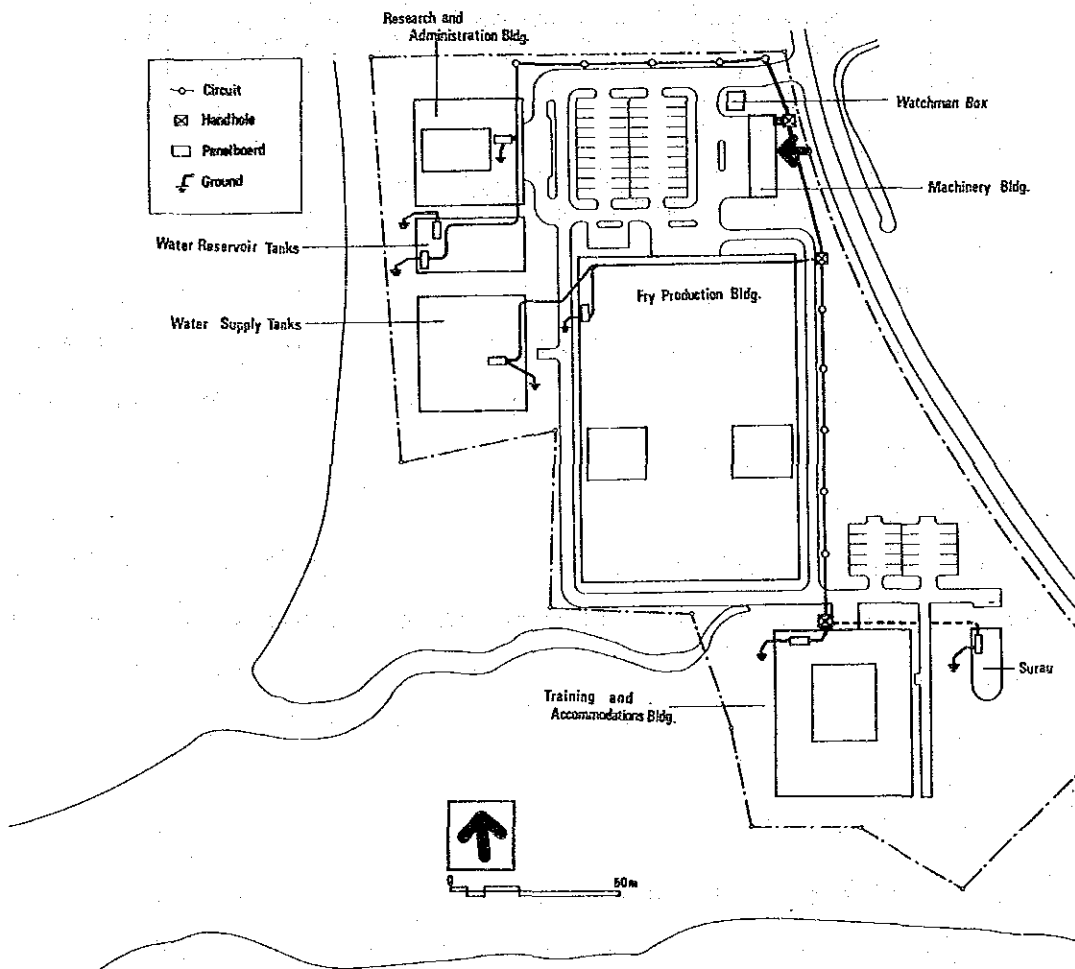 Research and
Administration Bldg.
Circuit
Handhole
Panelboard
Ground
Watchman Box
Machinery Bldg.
Water Reservoir Tanks
Fry Production Bldg.
Water Supply Tanks
Surau
Training and
Accommodations Bldg.
0 50m